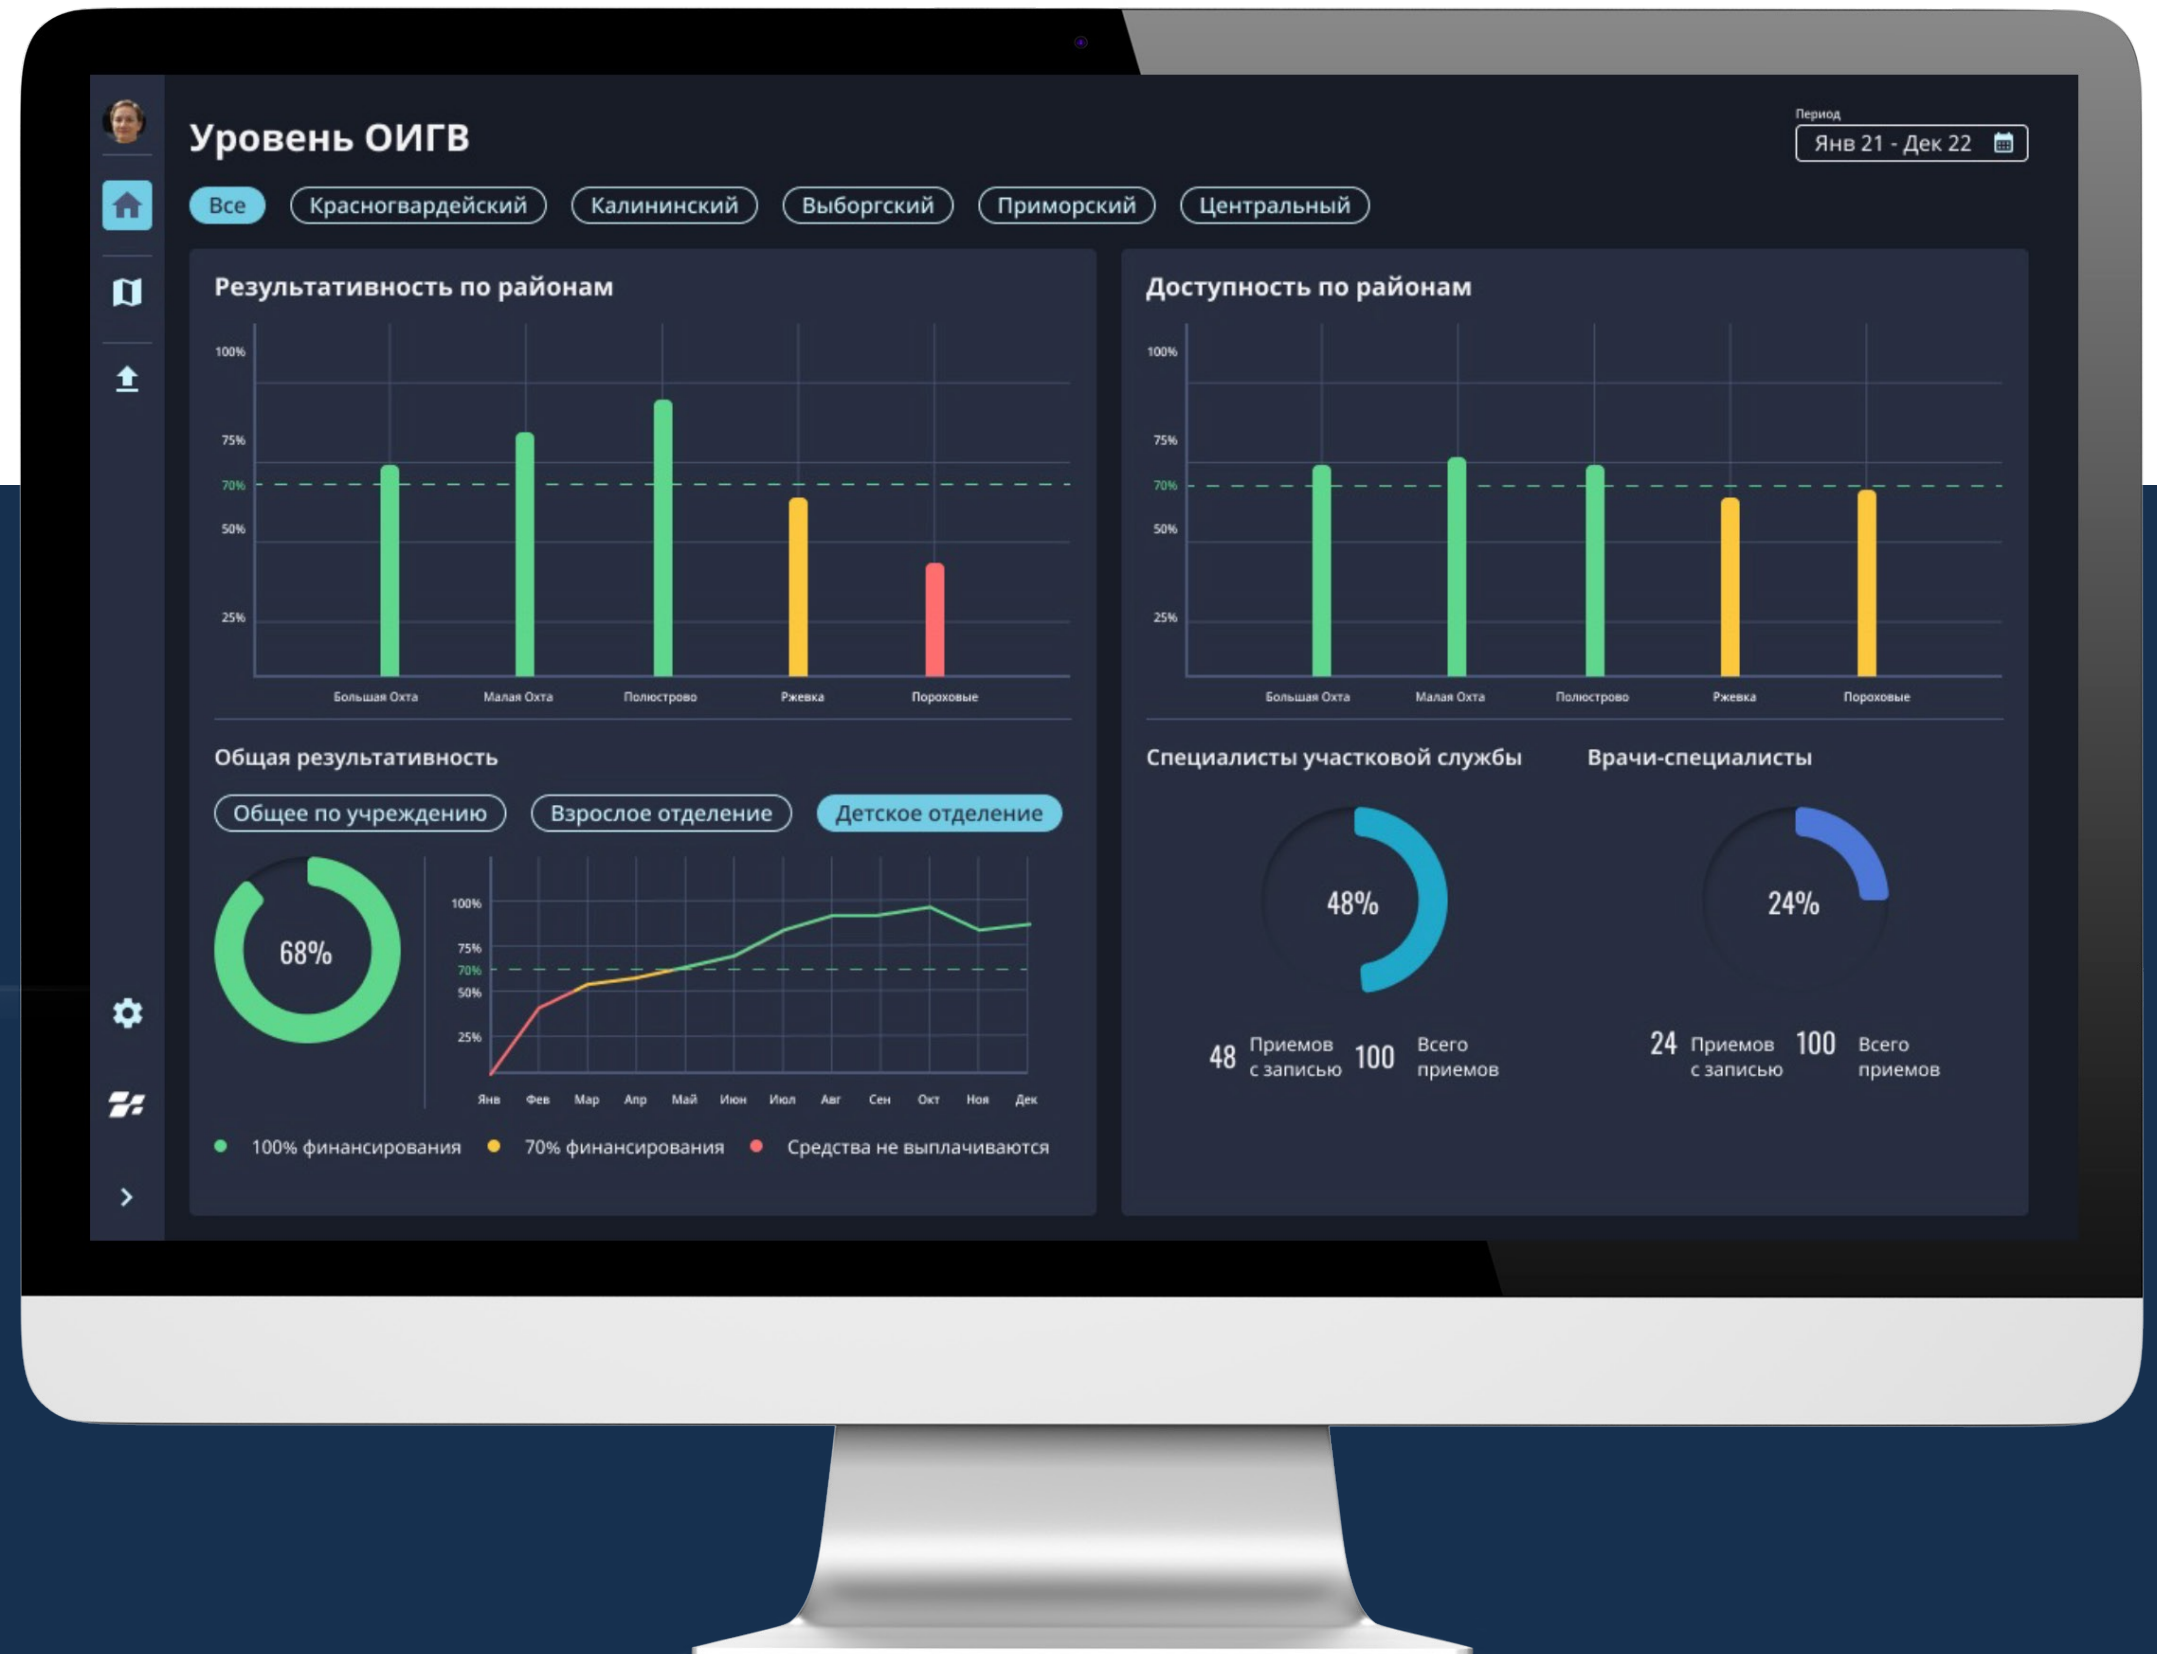 Уровень ОИГВ
Период
Янв 21 - Дек 22
Все Красногвардейский Калининский Выборгский Приморский Центральный
Результативность по районам
100%
75%
70%
50%
25%
Большая Охта Малая Охта Полюстрово Ржевка Пороховые
Общая результативность
Общее по учреждению Взрослое отделение Детское отделение
68%
100%
75%
70%
50%
25%
Янв Фев Мар Апр Май Июн Июл Авг Сен Окт Ноя Дек
100% финансирования 70% финансирования Средства не выплачиваются
Доступность по районам
100%
75%
70%
50%
25%
Большая Охта Малая Охта Полюстрово Ржевка Пороховые
Специалисты участковой службы
48%
48 Приемов с записью 100 Всего приемов
Врачи-специалисты
24%
24 Приемов с записью 100 Всего приемов